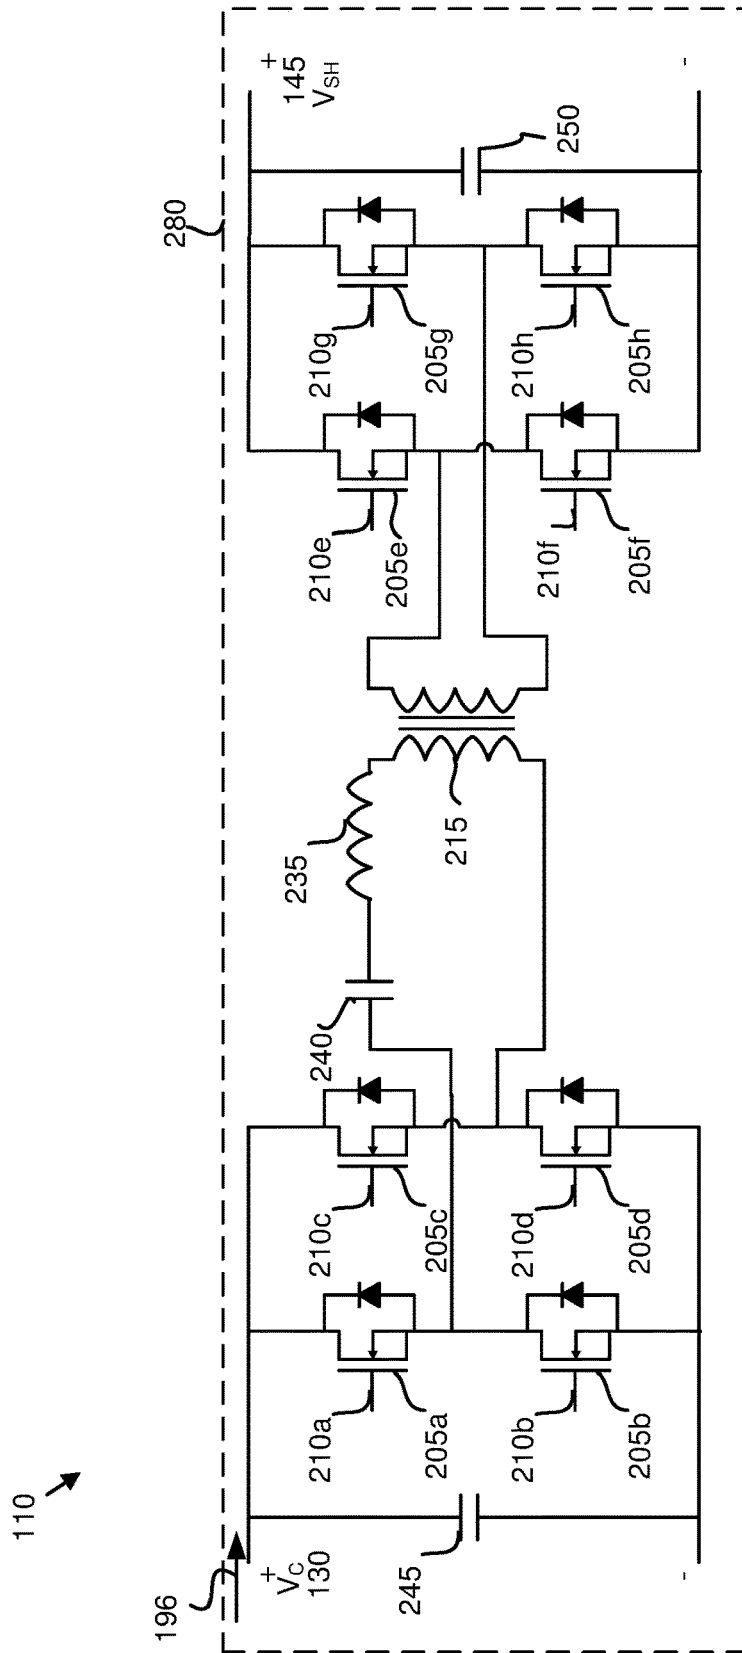 110
196
280
+
V_C
130
-
245
210a
205a
210b
205b
210c
205c
210d
205d
240
235
215
210e
205e
210f
205f
210g
205g
210h
205h
250
+
145
V_SH
-